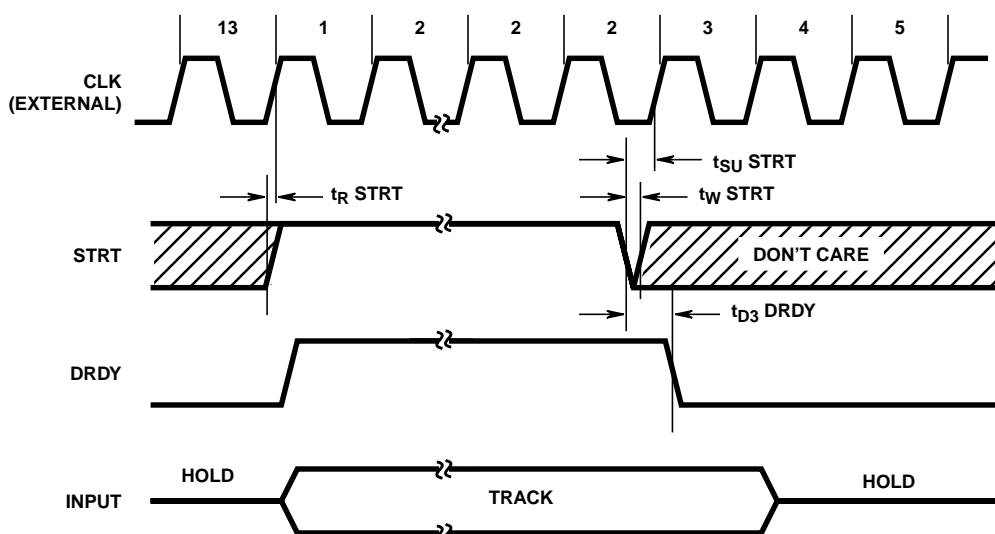 13 1 2 2 2 3 4 5
CLK
(EXTERNAL)
tSU STRT
tR STRT
tW STRT
STRT
DON'T CARE
tD3 DRDY
DRDY
HOLD
HOLD
INPUT
TRACK